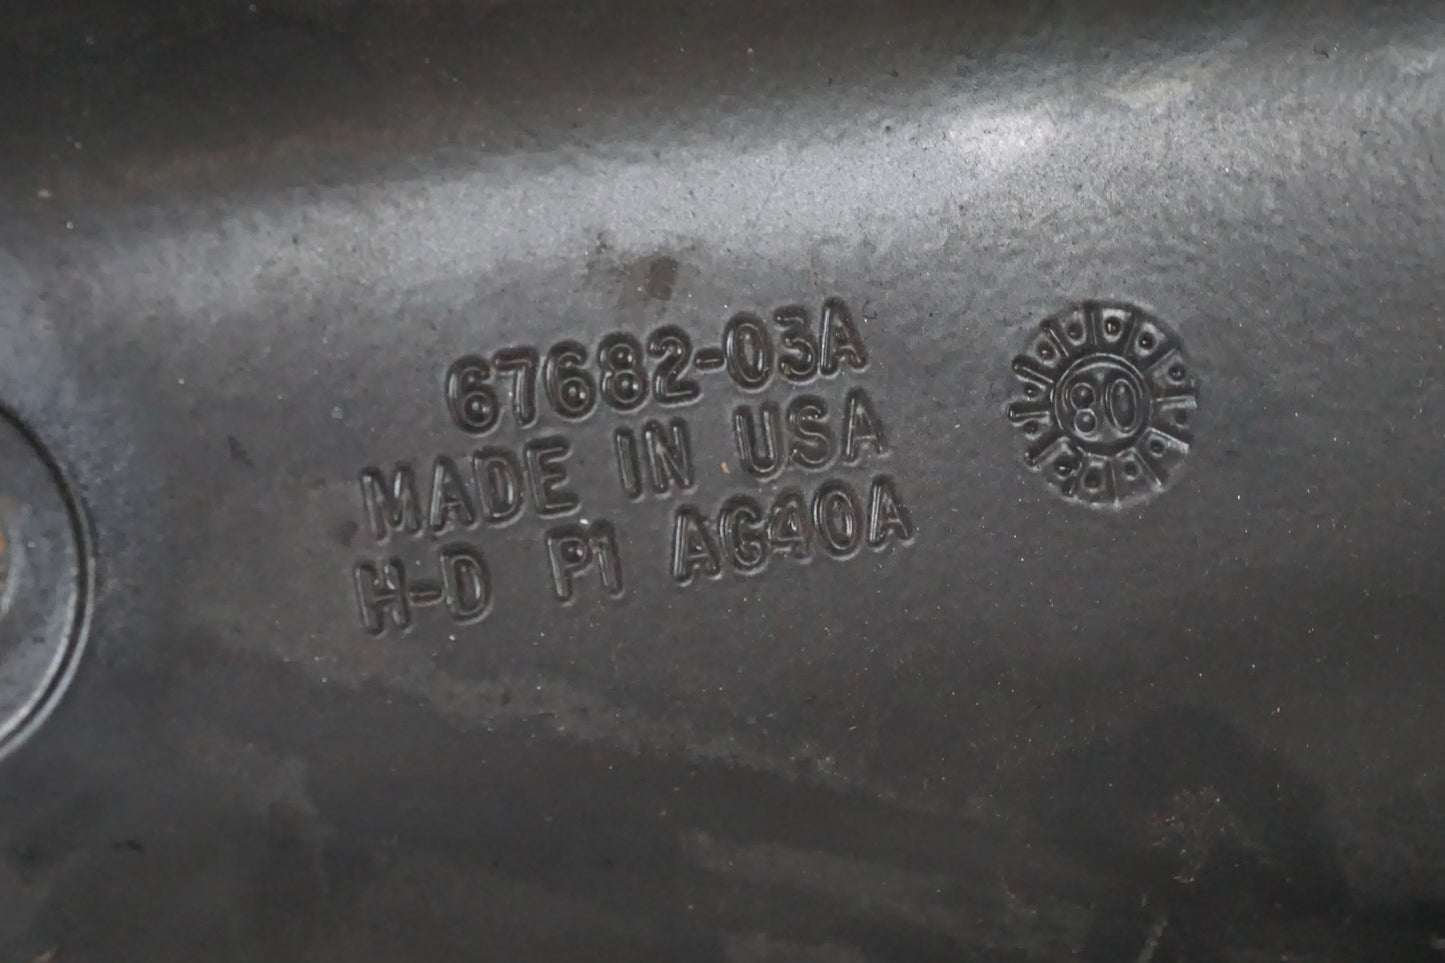 67682-03A
MADE IN USA
H-D P1 AG40A
80